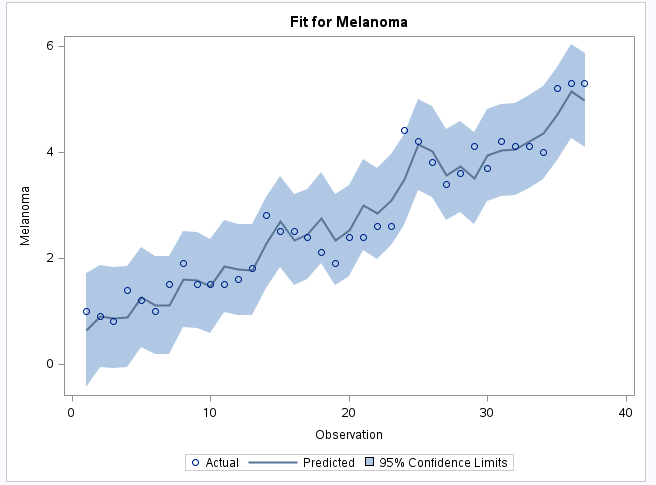 Fit for Melanoma
6
4
2
0
Melanoma
0 10 20 30 40
Observation
Actual Predicted 95% Confidence Limits